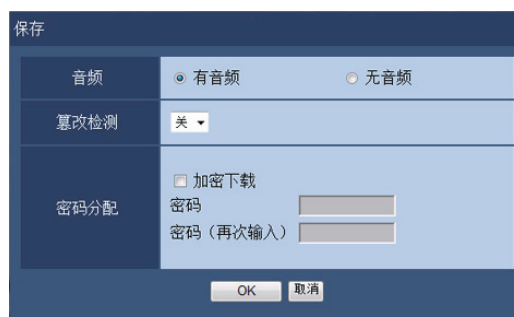 保存
音频 有音频 无音频
篡改检测 关
加密下载
密码分配 密码
密码（再次输入）
OK 取消